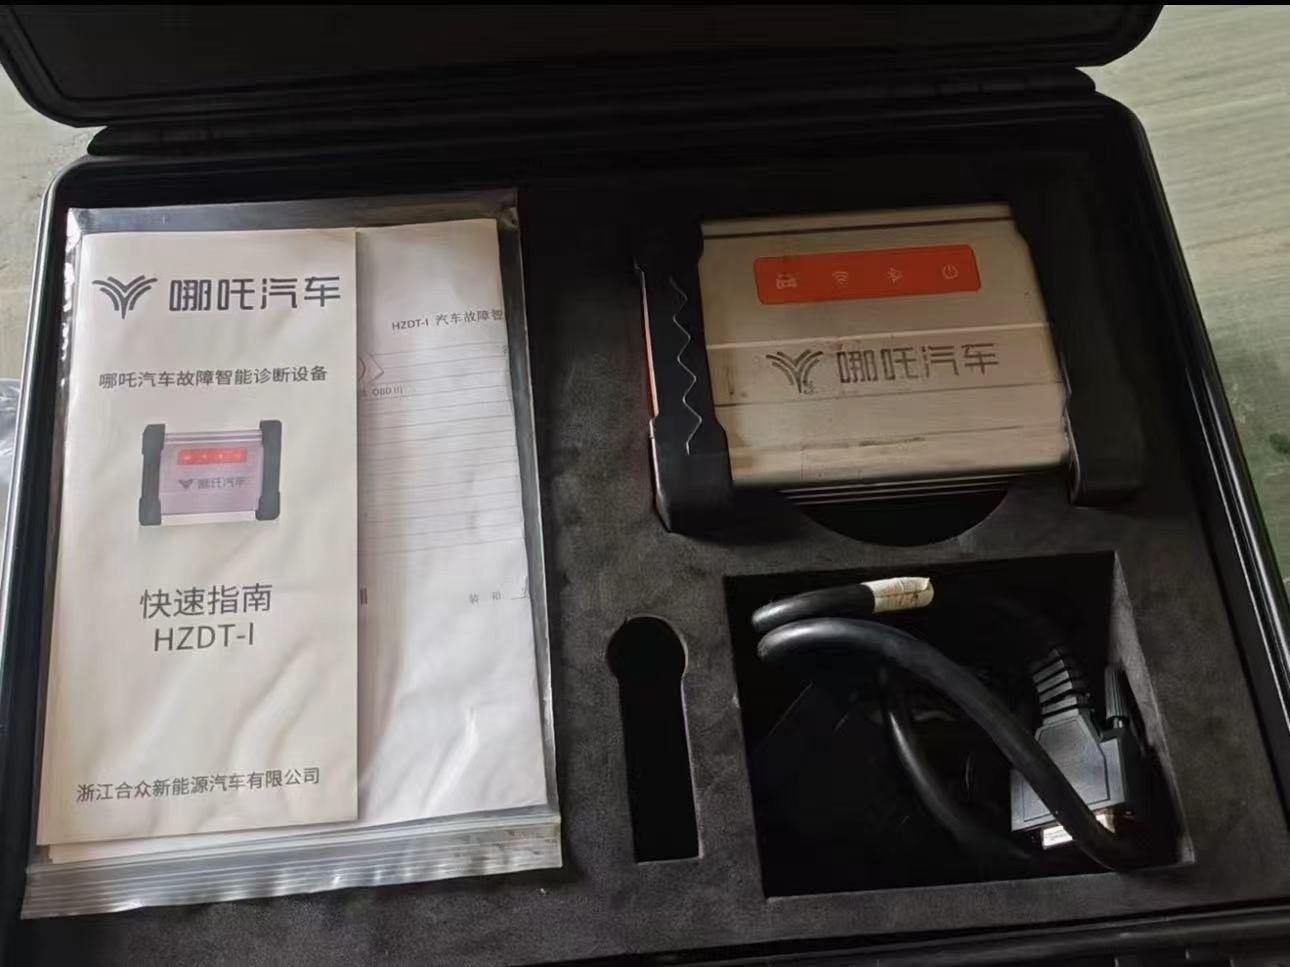 哪吒汽车
哪吒汽车故障智能诊断设备
哪吒汽车
快速指南
HZDT-I
浙江合众新能源汽车有限公司
HZDT-I 汽车故障智
OBD
装 箱
哪吒汽车